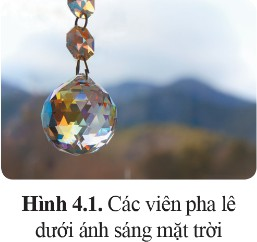 Hình 4.1. Các viên pha lê
dưới ánh sáng mặt trời